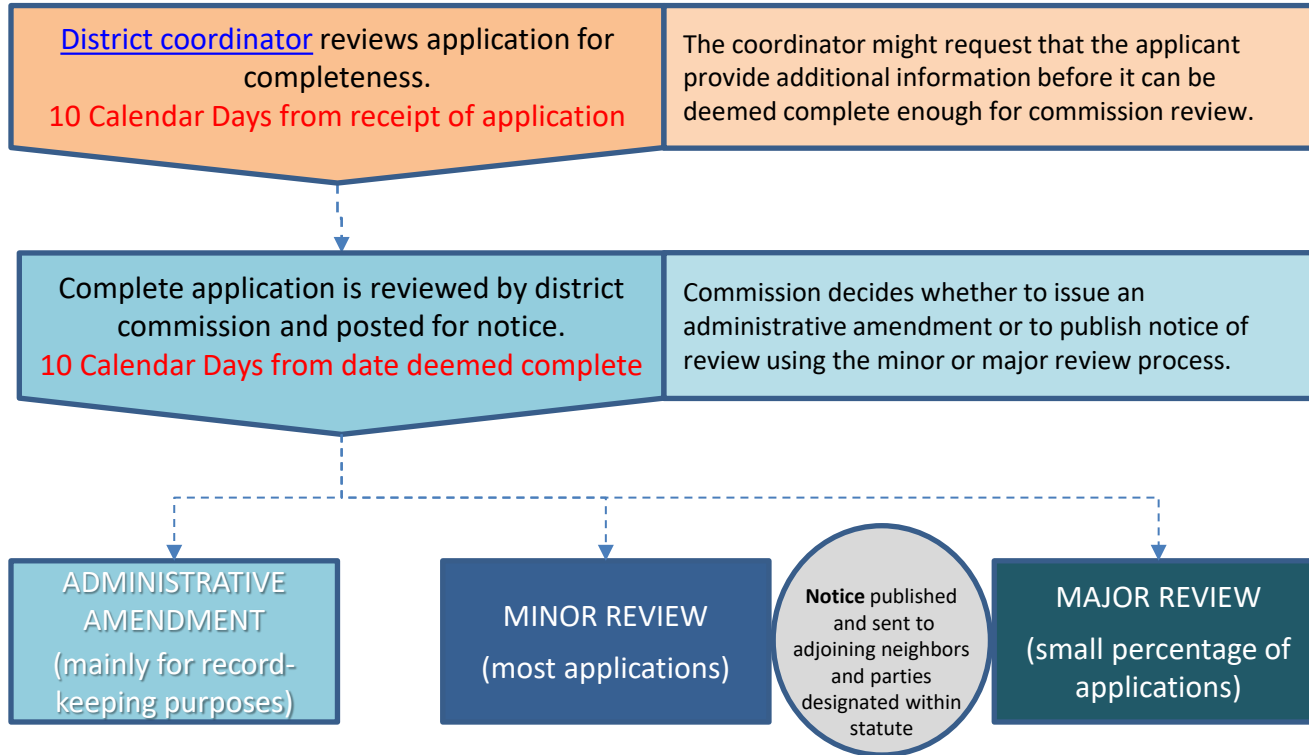 District coordinator reviews application for
completeness.
10 Calendar Days from receipt of application
The coordinator might request that the applicant
provide additional information before it can be
deemed complete enough for commission review.
Complete application is reviewed by district
commission and posted for notice.
10 Calendar Days from date deemed complete
Commission decides whether to issue an
administrative amendment or to publish notice of
review using the minor or major review process.
ADMINISTRATIVE
AMENDMENT
(mainly for record-
keeping purposes)
MINOR REVIEW
(most applications)
Notice published
and sent to
adjoining neighbors
and parties
designated within
statute
MAJOR REVIEW
(small percentage of
applications)